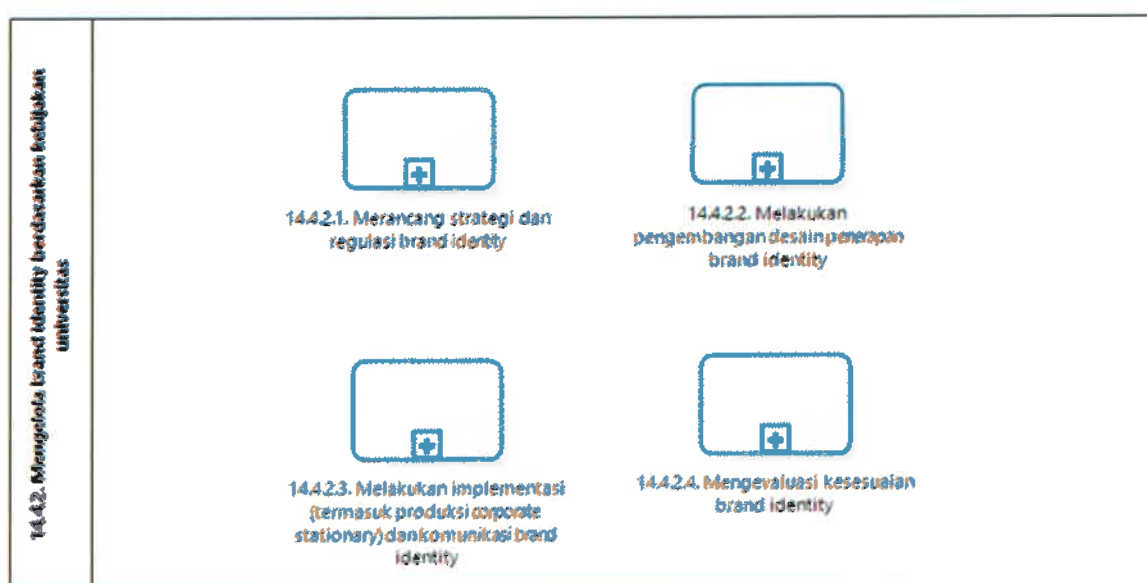 14.4.2. Mengelola brand identity berdasarkan kebijakan
universitas
14.4.2.1. Merancang strategi dan
regulasi brand identity
14.4.2.2. Melakukan
pengembangan desain penerapan
brand identity
14.4.2.3. Melakukan implementasi
(termasuk produksi corporate
stationary) dan komunikasi brand
identity
14.4.2.4. Mengevaluasi kesesuaian
brand identity